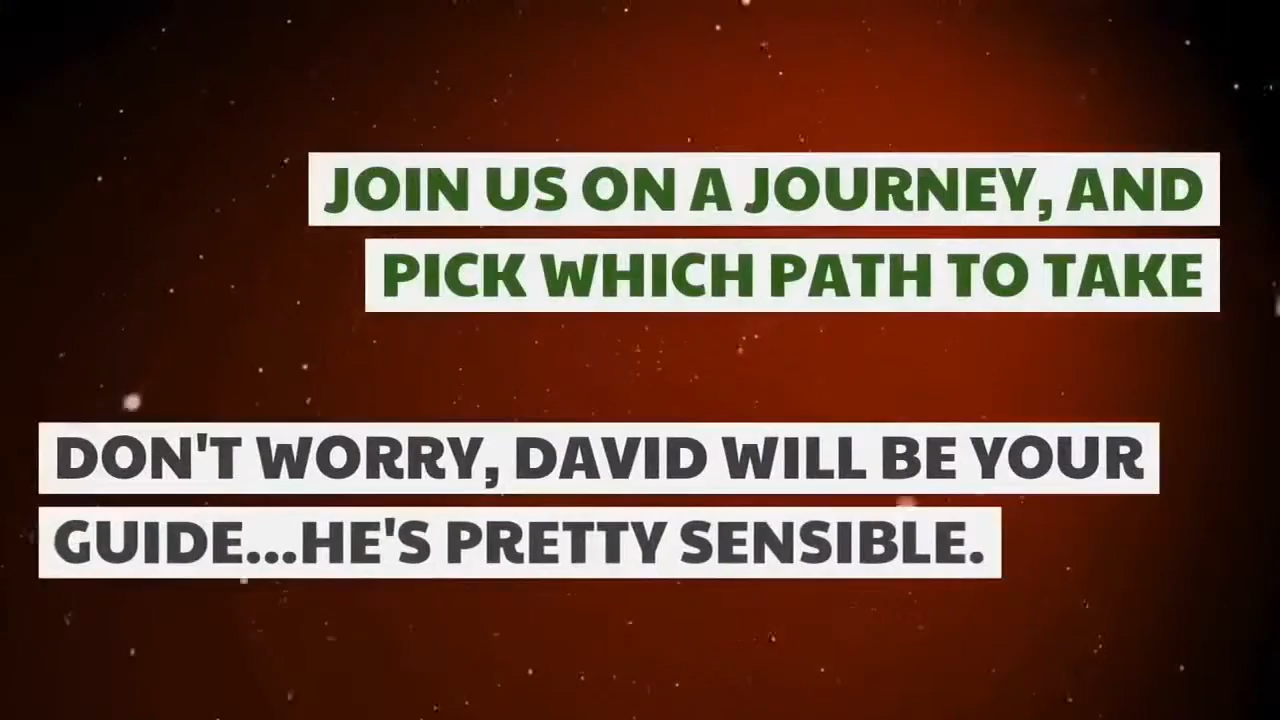 JOIN US ON A JOURNEY, AND
PICK WHICH PATH TO TAKE
DON'T WORRY, DAVID WILL BE YOUR
GUIDE...HE'S PRETTY SENSIBLE.